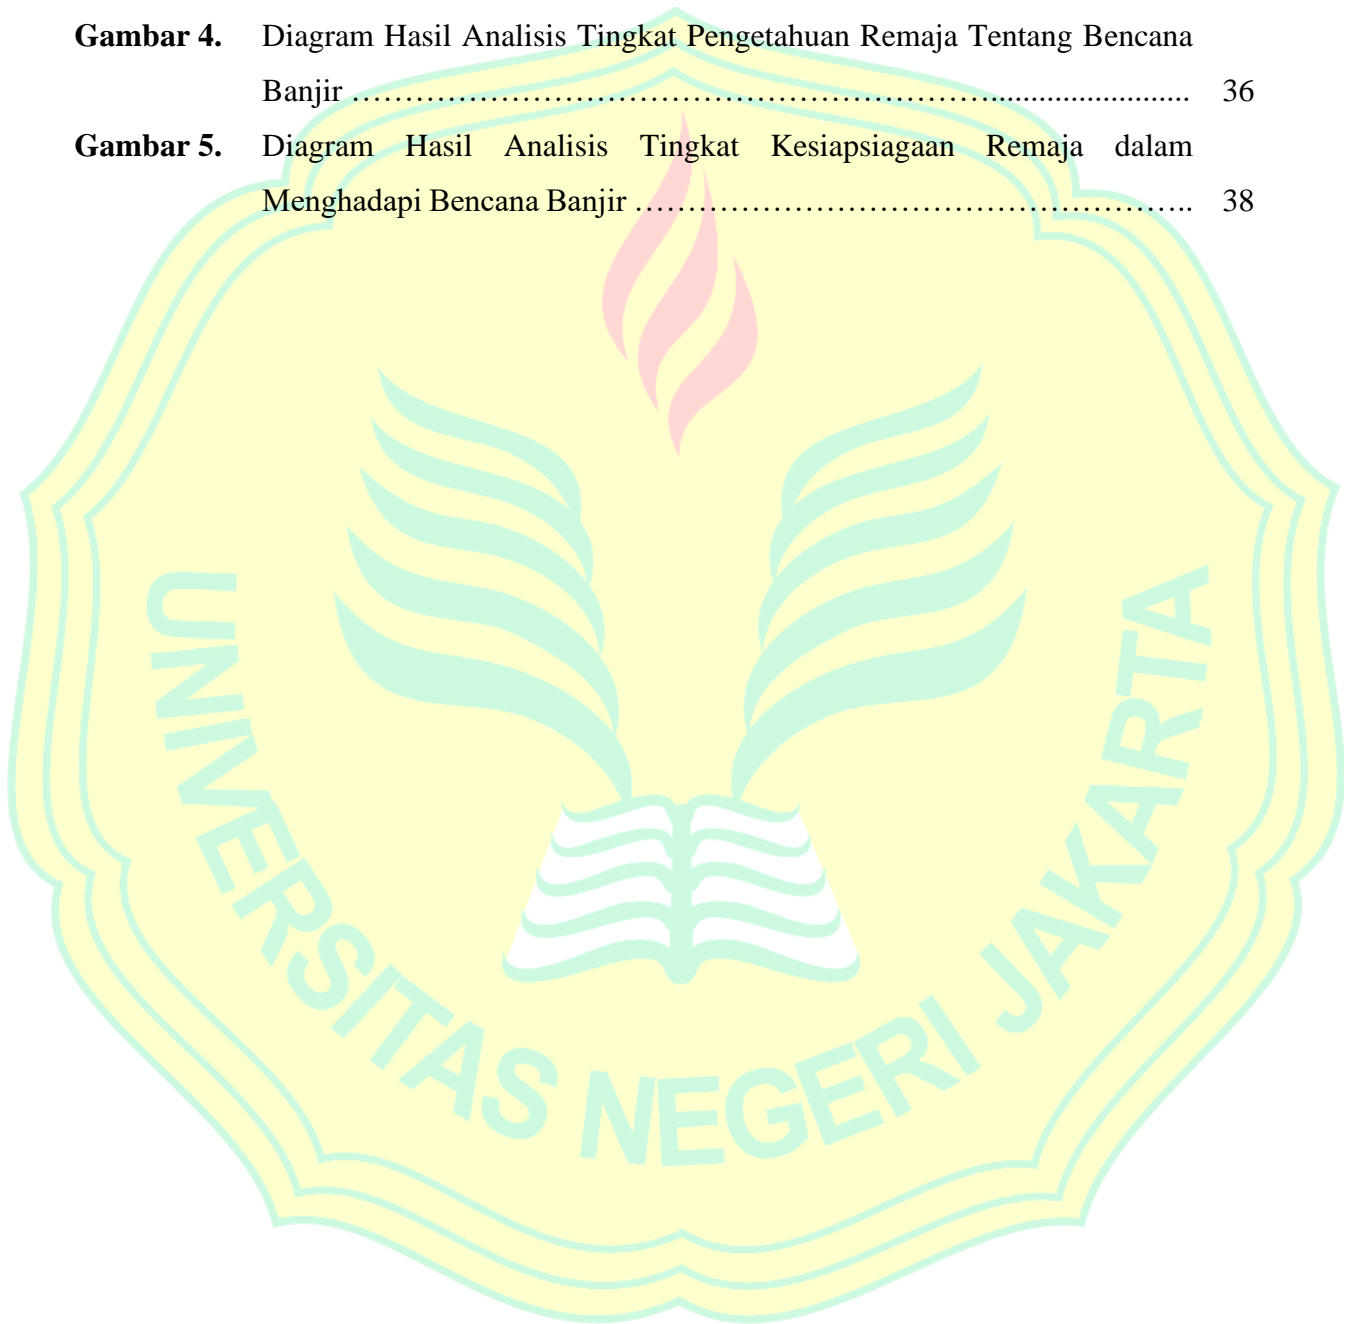 Gambar 4. Diagram Hasil Analisis Tingkat Pengetahuan Remaja Tentang Bencana
Banjir ........................................................................ 36
Gambar 5. Diagram Hasil Analisis Tingkat Kesiapsiagaan Remaja dalam
Menghadapi Bencana Banjir ........................................................ 38
UNIVERSITAS NEGERI JAKARTA